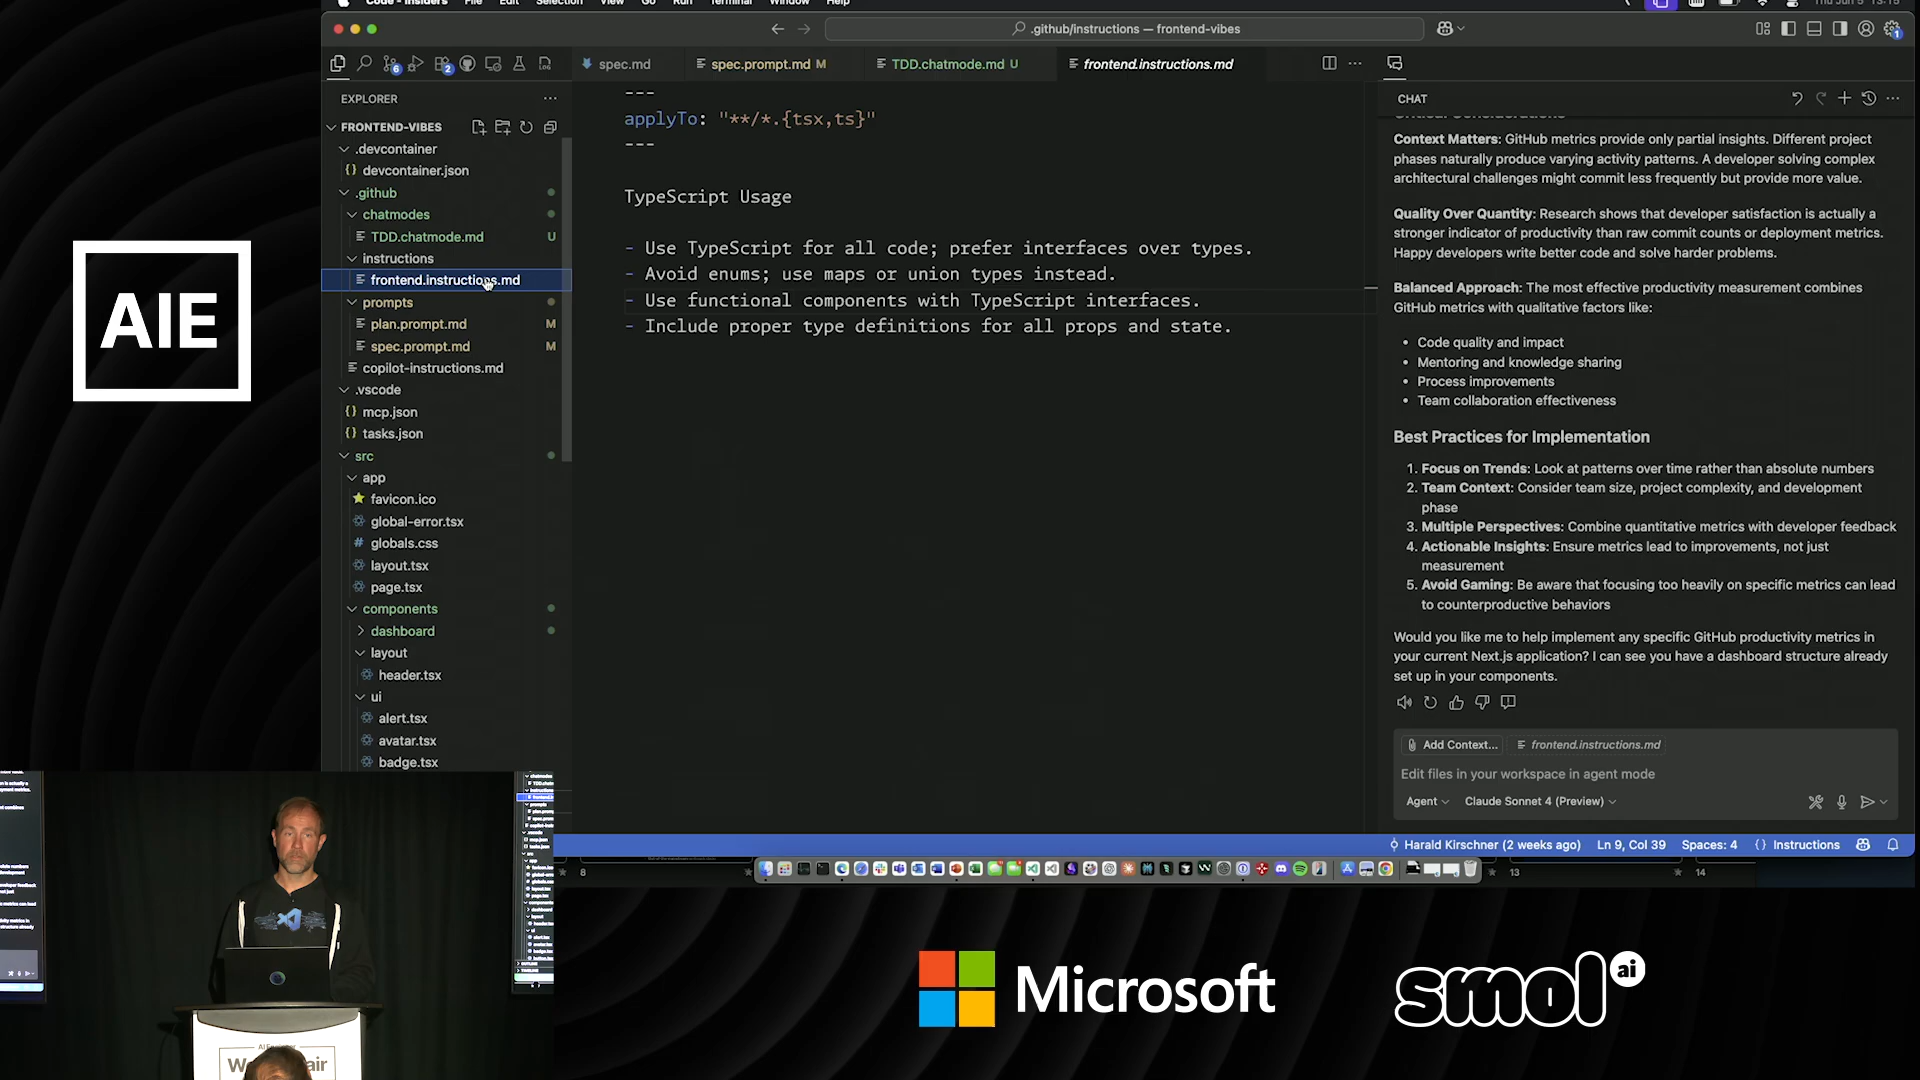 Code - Insiders File Edit Selection View Go Run Terminal Window Help
Thu Jun 5 13:15
.github/instructions — frontend-vibes
6
2
1
spec.md
spec.prompt.md M
TDD.chatmode.md U
frontend.instructions.md
EXPLORER
FRONTEND-VIBES
.devcontainer
devcontainer.json
.github
chatmodes
TDD.chatmode.md U
instructions
frontend.instructions.md
prompts
plan.prompt.md M
spec.prompt.md M
copilot-instructions.md
.vscode
mcp.json
tasks.json
src
app
favicon.ico
global-error.tsx
globals.css
layout.tsx
page.tsx
components
dashboard
layout
header.tsx
ui
alert.tsx
avatar.tsx
badge.tsx
---
applyTo: "**/*.{tsx,ts}"
---
TypeScript Usage
- Use TypeScript for all code; prefer interfaces over types.
- Avoid enums; use maps or union types instead.
- Use functional components with TypeScript interfaces.
- Include proper type definitions for all props and state.
CHAT
Critical Considerations
Context Matters: GitHub metrics provide only partial insights. Different project
phases naturally produce varying activity patterns. A developer solving complex
architectural challenges might commit less frequently but provide more value.
Quality Over Quantity: Research shows that developer satisfaction is actually a
stronger indicator of productivity than raw commit counts or deployment metrics.
Happy developers write better code and solve harder problems.
Balanced Approach: The most effective productivity measurement combines
GitHub metrics with qualitative factors like:
• Code quality and impact
• Mentoring and knowledge sharing
• Process improvements
• Team collaboration effectiveness
Best Practices for Implementation
1. Focus on Trends: Look at patterns over time rather than absolute numbers
2. Team Context: Consider team size, project complexity, and development
phase
3. Multiple Perspectives: Combine quantitative metrics with developer feedback
4. Actionable Insights: Ensure metrics lead to improvements, not just
measurement
5. Avoid Gaming: Be aware that focusing too heavily on specific metrics can lead
to counterproductive behaviors
Would you like me to help implement any specific GitHub productivity metrics in
your current Next.js application? I can see you have a dashboard structure already
set up in your components.
Add Context... frontend.instructions.md
Edit files in your workspace in agent mode
Agent Claude Sonnet 4 (Preview)
Harald Kirschner (2 weeks ago) Ln 9, Col 39 Spaces: 4 {} Instructions
8
13
14
AIE
Microsoft
smol ai